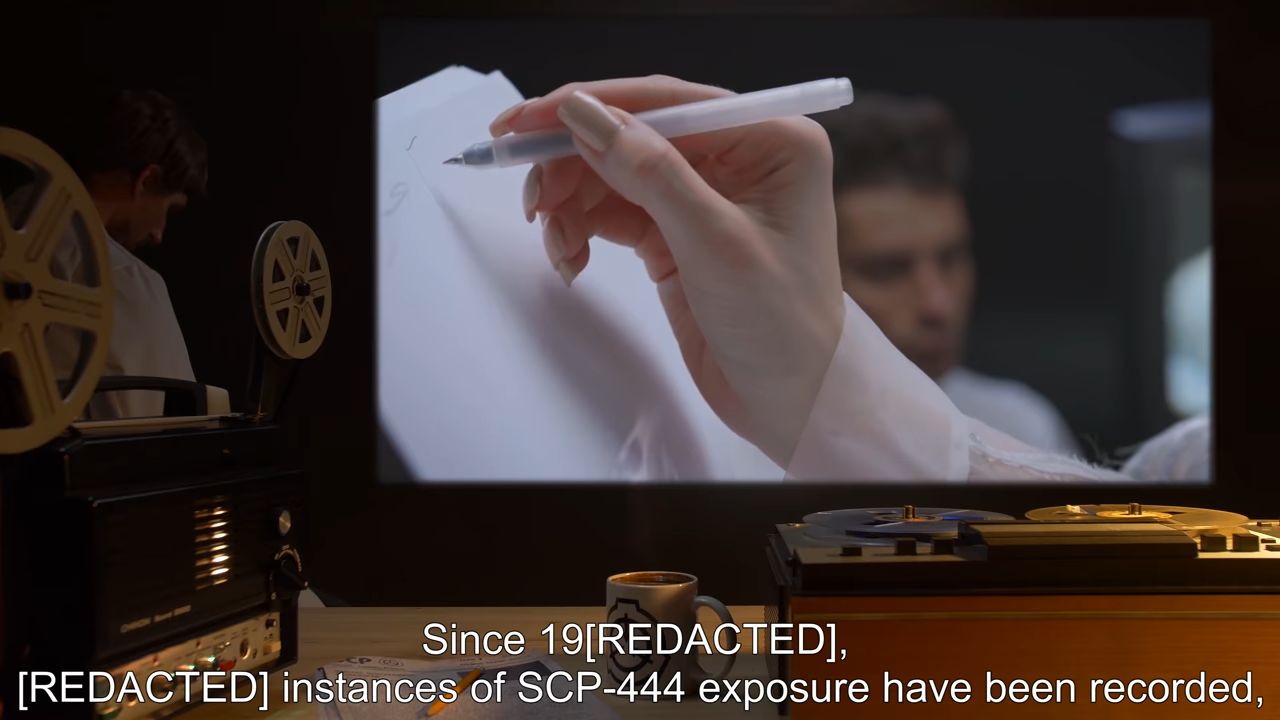 Since 19[REDACTED],
[REDACTED] instances of SCP-444 exposure have been recorded,